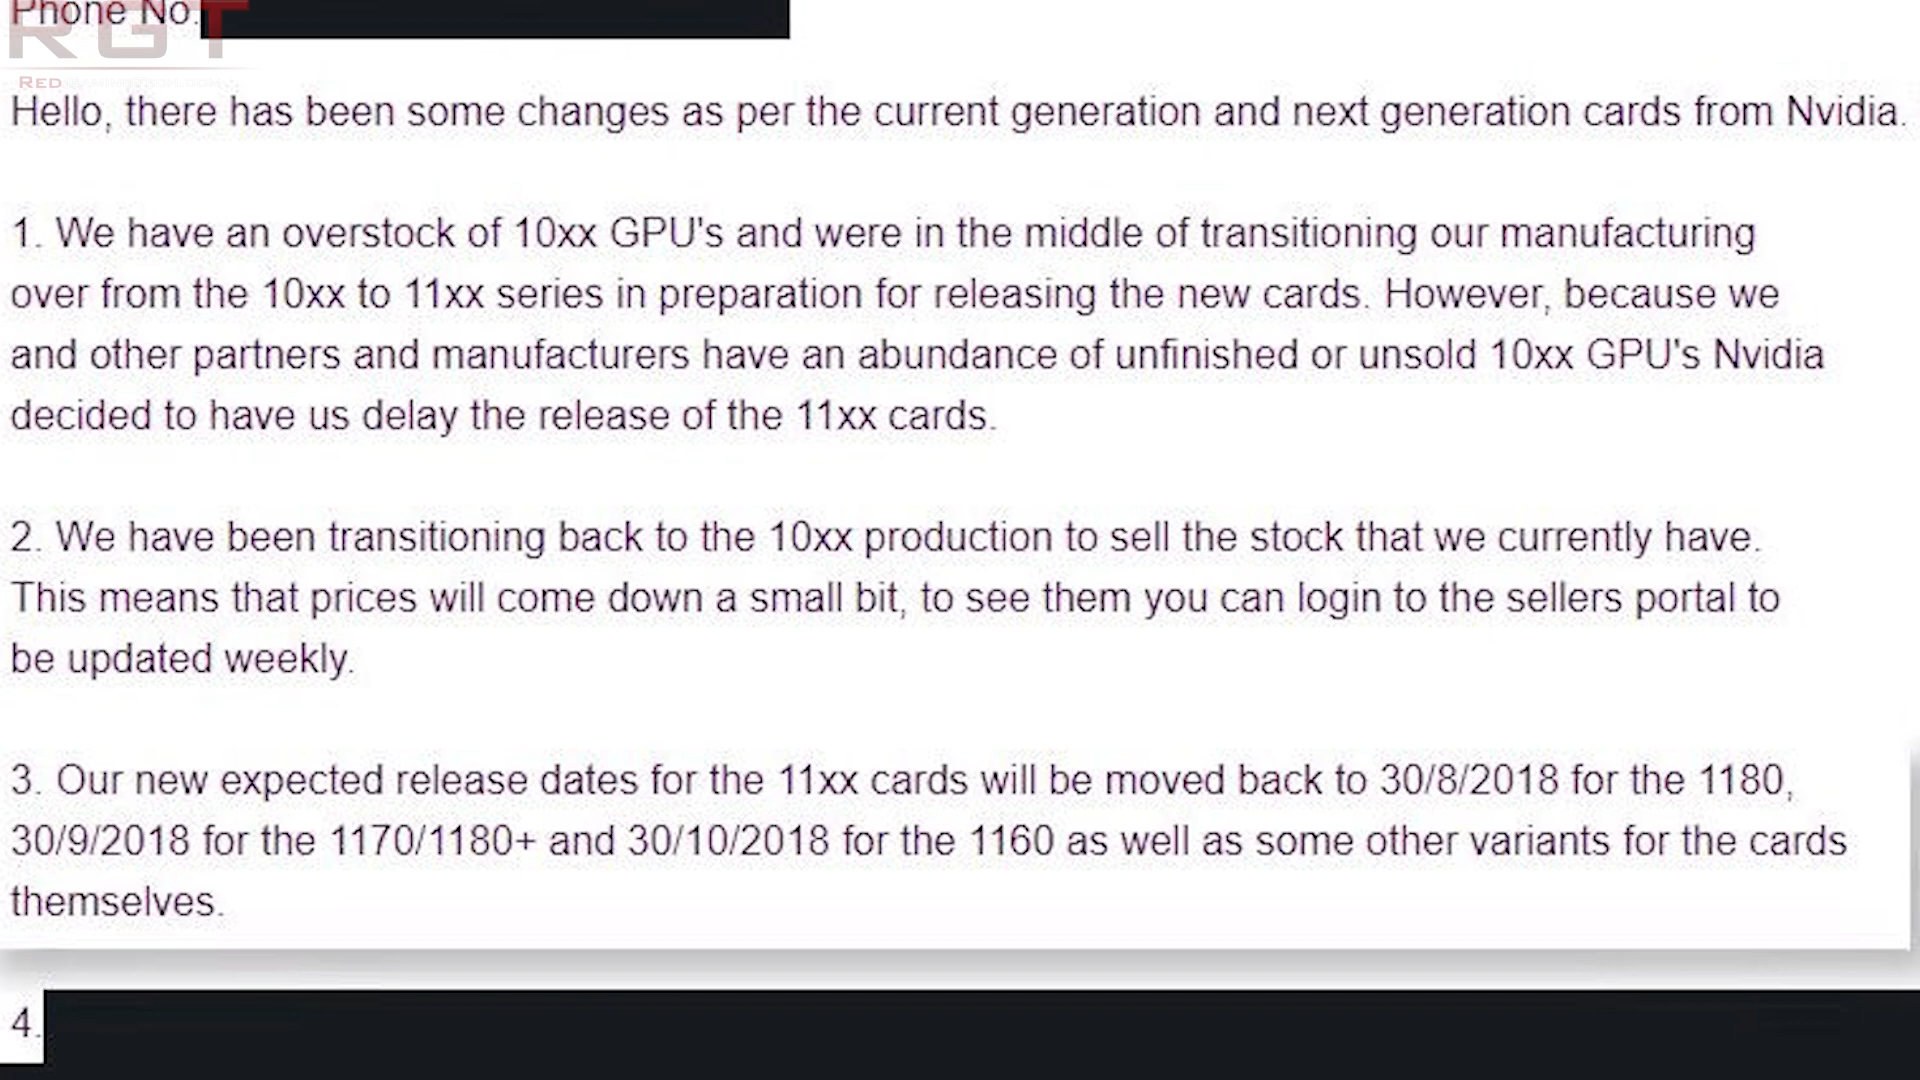 Phone No.
RGT
RED
Hello, there has been some changes as per the current generation and next generation cards from Nvidia.
1. We have an overstock of 10xx GPU's and were in the middle of transitioning our manufacturing
over from the 10xx to 11xx series in preparation for releasing the new cards. However, because we
and other partners and manufacturers have an abundance of unfinished or unsold 10xx GPU's Nvidia
decided to have us delay the release of the 11xx cards.
2. We have been transitioning back to the 10xx production to sell the stock that we currently have.
This means that prices will come down a small bit, to see them you can login to the sellers portal to
be updated weekly.
3. Our new expected release dates for the 11xx cards will be moved back to 30/8/2018 for the 1180,
30/9/2018 for the 1170/1180+ and 30/10/2018 for the 1160 as well as some other variants for the cards
themselves.
4.